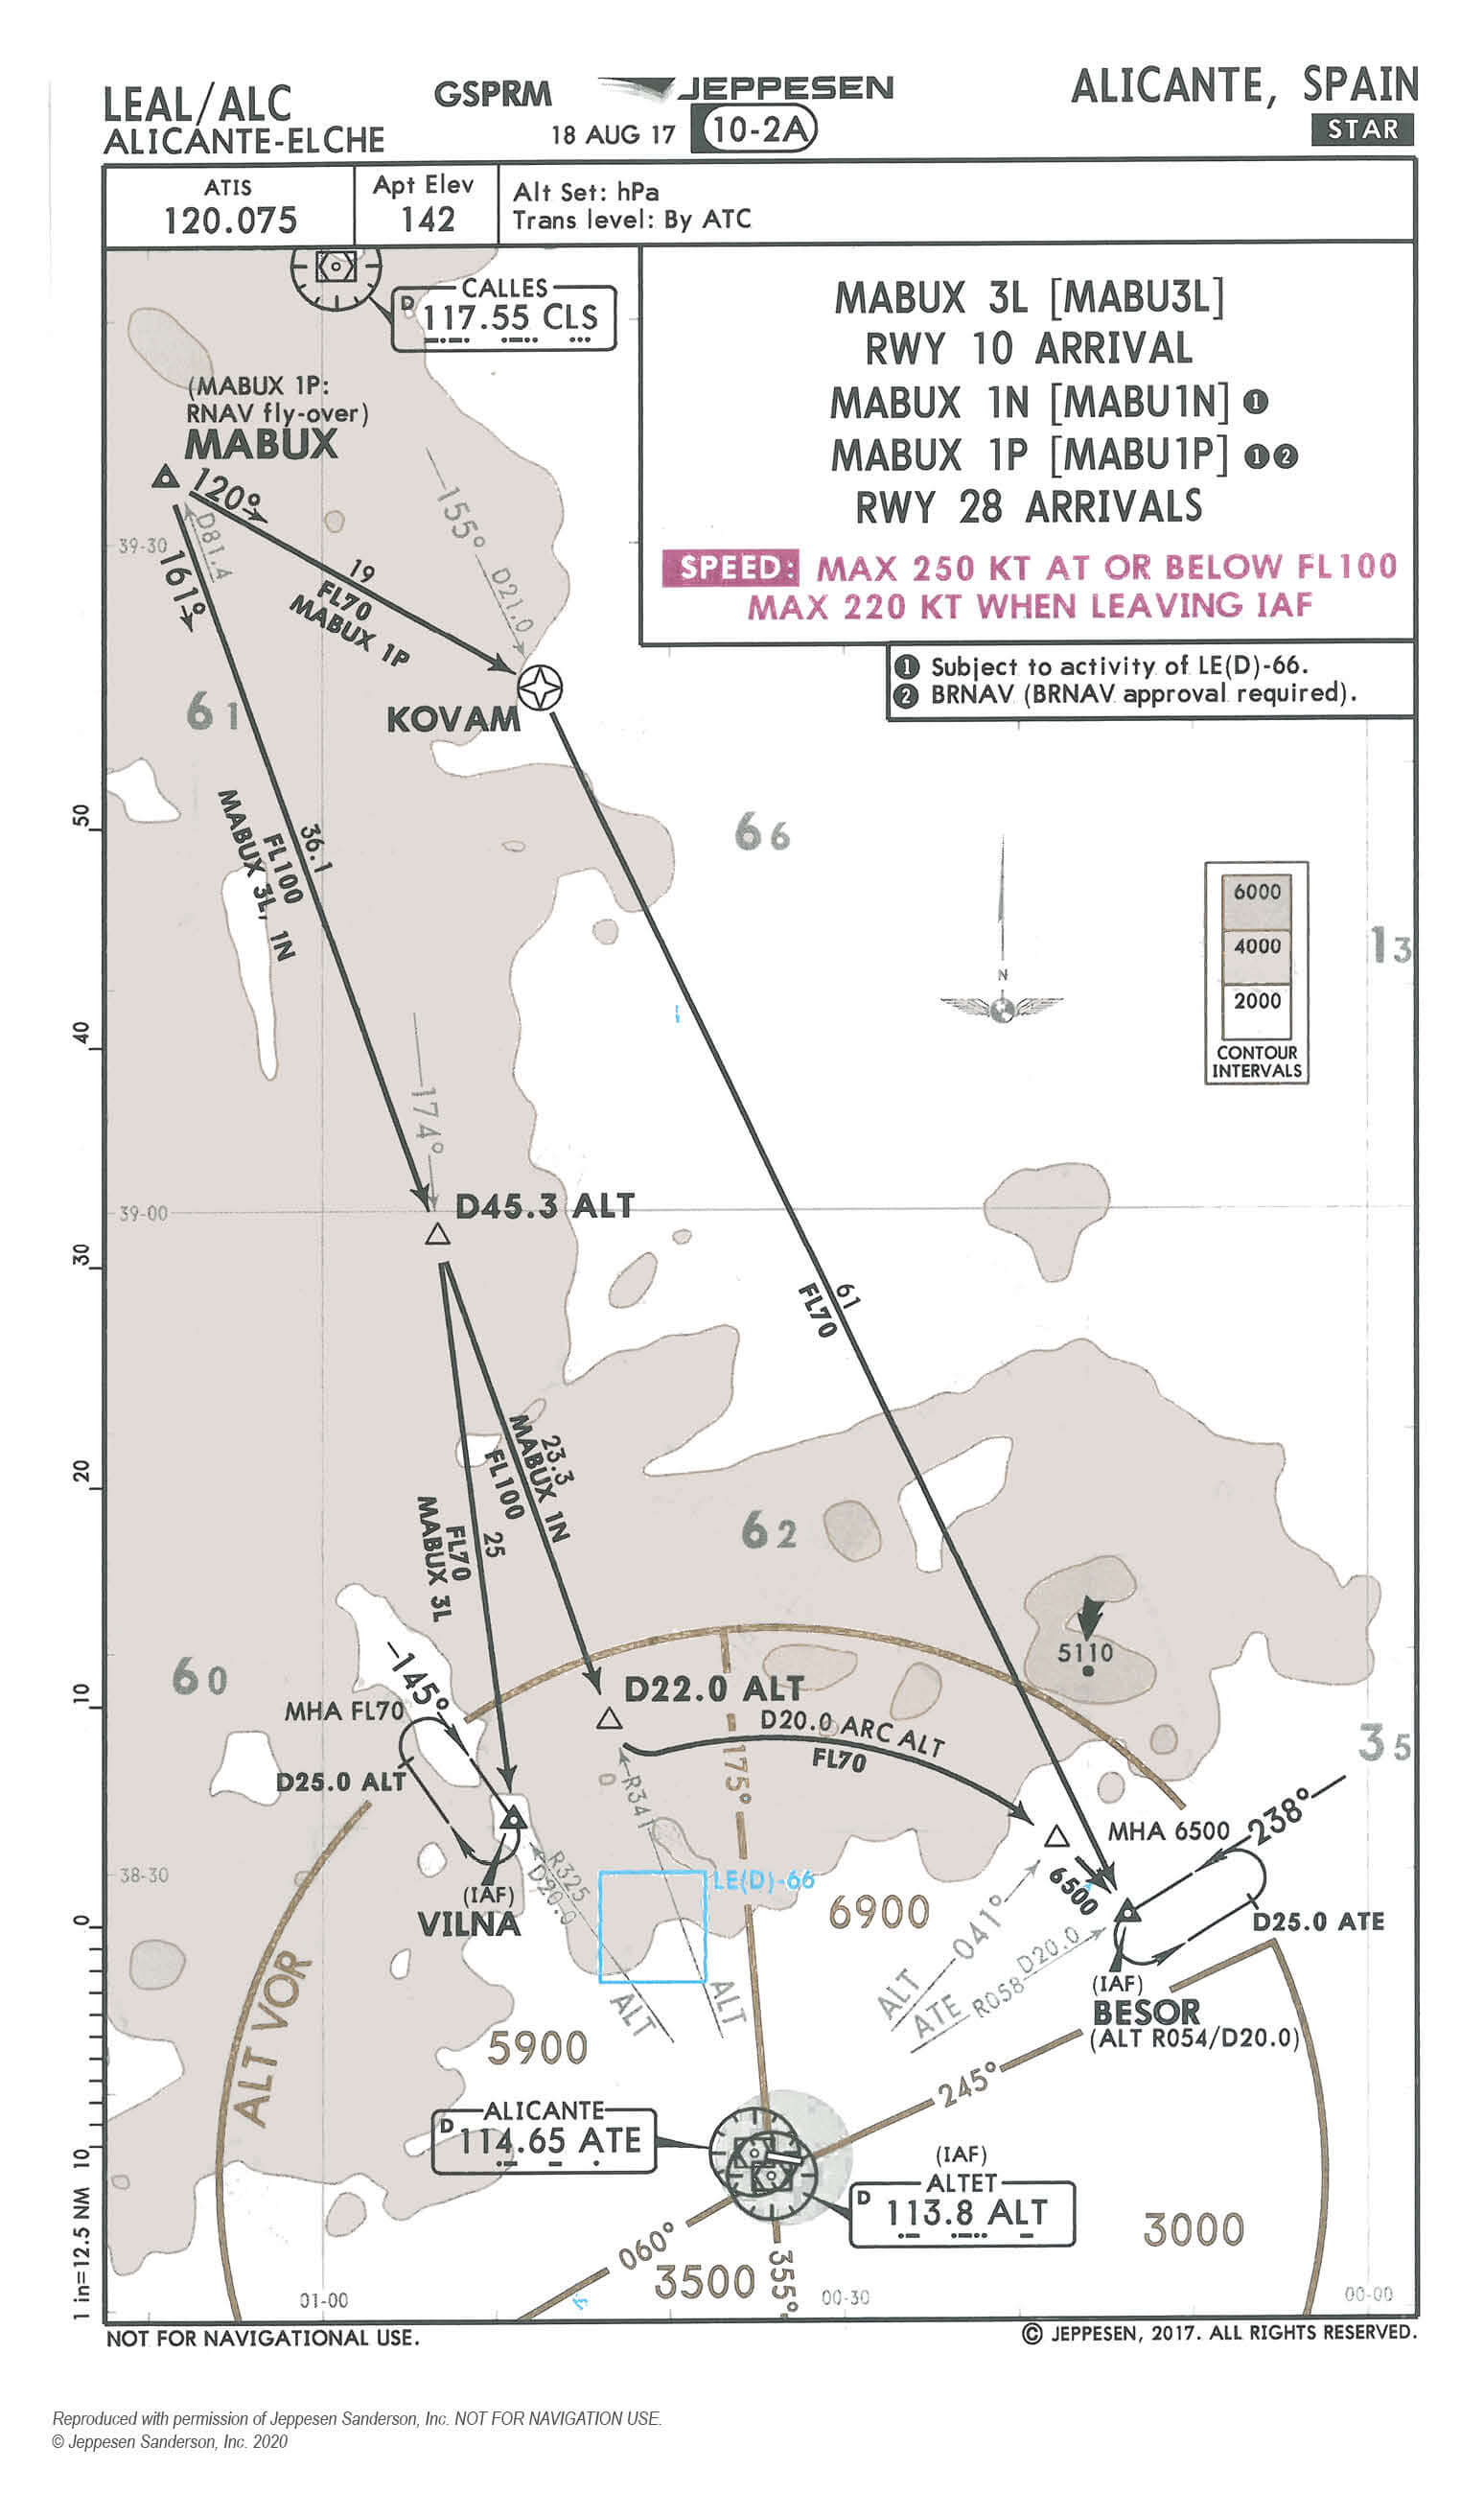 LEAL/ALC
ALICANTE-ELCHE
GSPRM
JEPPESEN
18 AUG 17
10-2A
ALICANTE, SPAIN
STAR
ATIS
120.075
Apt Elev
142
Alt Set: hPa
Trans level: By ATC
MABUX 3L [MABU3L]
RWY 10 ARRIVAL
MABUX 1N [MABU1N] 1
MABUX 1P [MABU1P] 1 2
RWY 28 ARRIVALS
SPEED: MAX 250 KT AT OR BELOW FL100
MAX 220 KT WHEN LEAVING IAF
1 Subject to activity of LE(D)-66.
2 BRNAV (BRNAV approval required).
CALLES
D 117.55 CLS
(MABUX 1P:
RNAV fly-over)
MABUX
120°
D81.4
161°
39-30
19
FL70
MABUX 1P
155°
D21.0
KOVAM
61
66
13
36.1
FL100
MABUX 3L, 1N
50
40
30
20
10
0
10
1 in=12.5 NM
N
6000
4000
2000
CONTOUR
INTERVALS
174°
39-00
D45.3 ALT
61
FL70
23.3
MABUX 1N
FL100
25
FL70
MABUX 3L
62
60
35
5110
145°
MHA FL70
D25.0 ALT
D22.0 ALT
D20.0 ARC ALT
FL70
175°
R341
ALT
MHA 6500
238°
6500
D25.0 ATE
38-30
(IAF)
VILNA
R325
D20.0
ALT
LE(D)-66
6900
ALT 041°
ATE R058 D20.0
(IAF)
BESOR
(ALT R054/D20.0)
ALT VOR
5900
245°
ALICANTE
D 114.65 ATE
(IAF)
ALTET
D 113.8 ALT
060°
3500
355°
3000
01-00
00-30
00-00
NOT FOR NAVIGATIONAL USE.
© JEPPESEN, 2017. ALL RIGHTS RESERVED.
Reproduced with permission of Jeppesen Sanderson, Inc. NOT FOR NAVIGATION USE.
© Jeppesen Sanderson, Inc. 2020